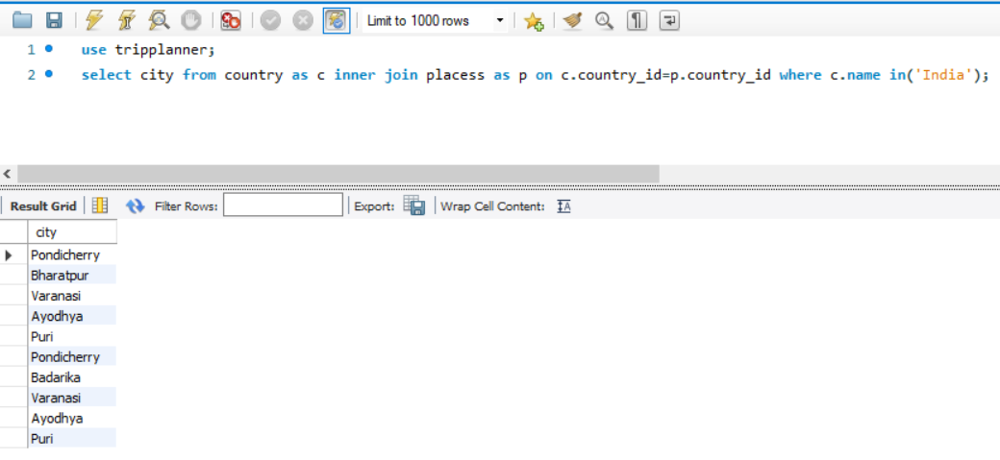 Limit to 1000 rows
1 use tripplanner;
2 select city from country as c inner join placess as p on c.country_id=p.country_id where c.name in('India');
Result Grid Filter Rows: Export: Wrap Cell Content: IA
city
Pondicherry
Bharatpur
Varanasi
Ayodhya
Puri
Pondicherry
Badarika
Varanasi
Ayodhya
Puri